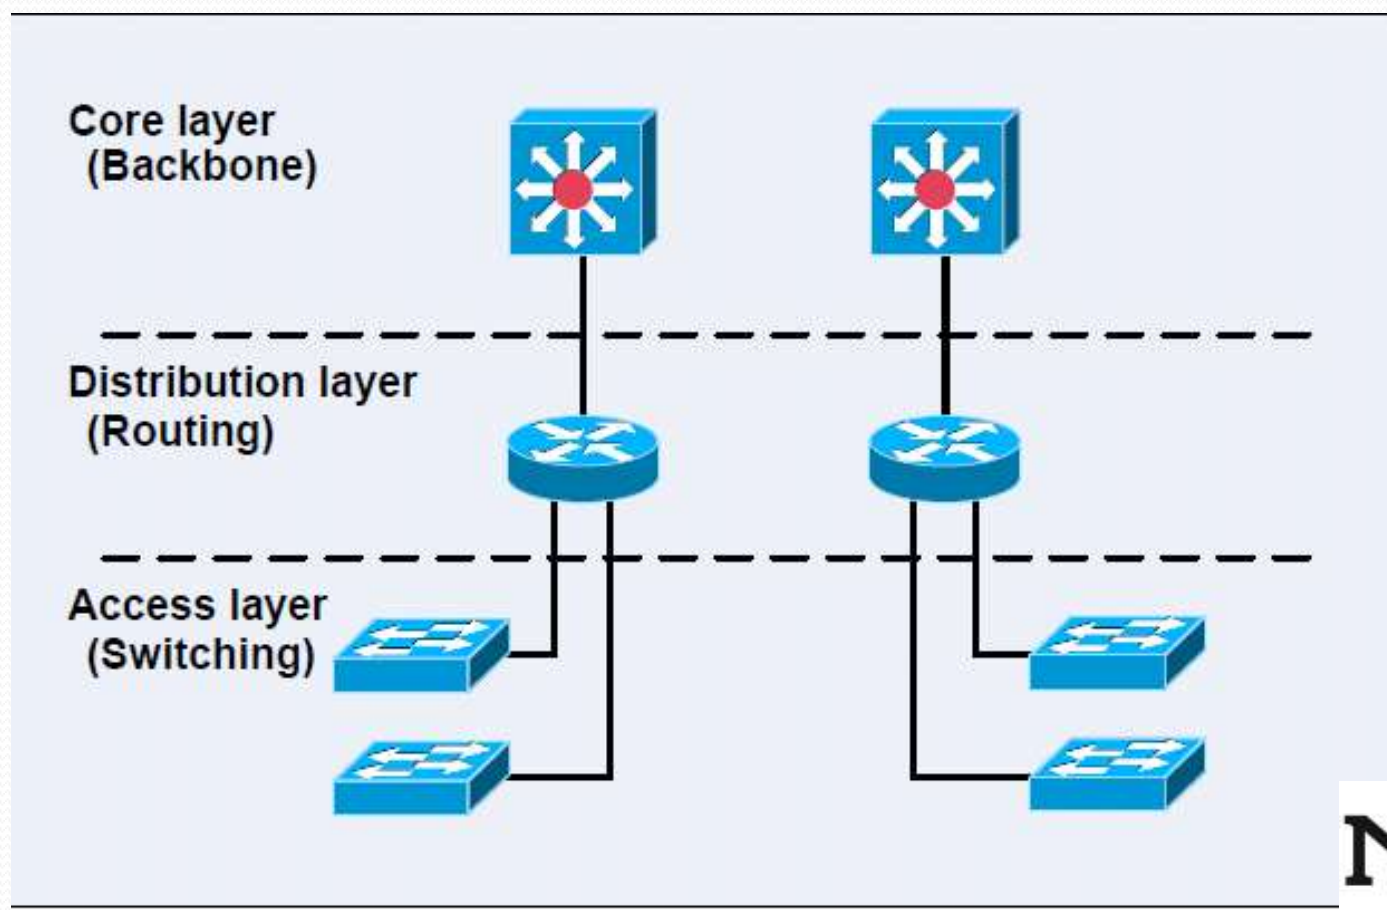 Core layer
(Backbone)
Distribution layer
(Routing)
Access layer
(Switching)